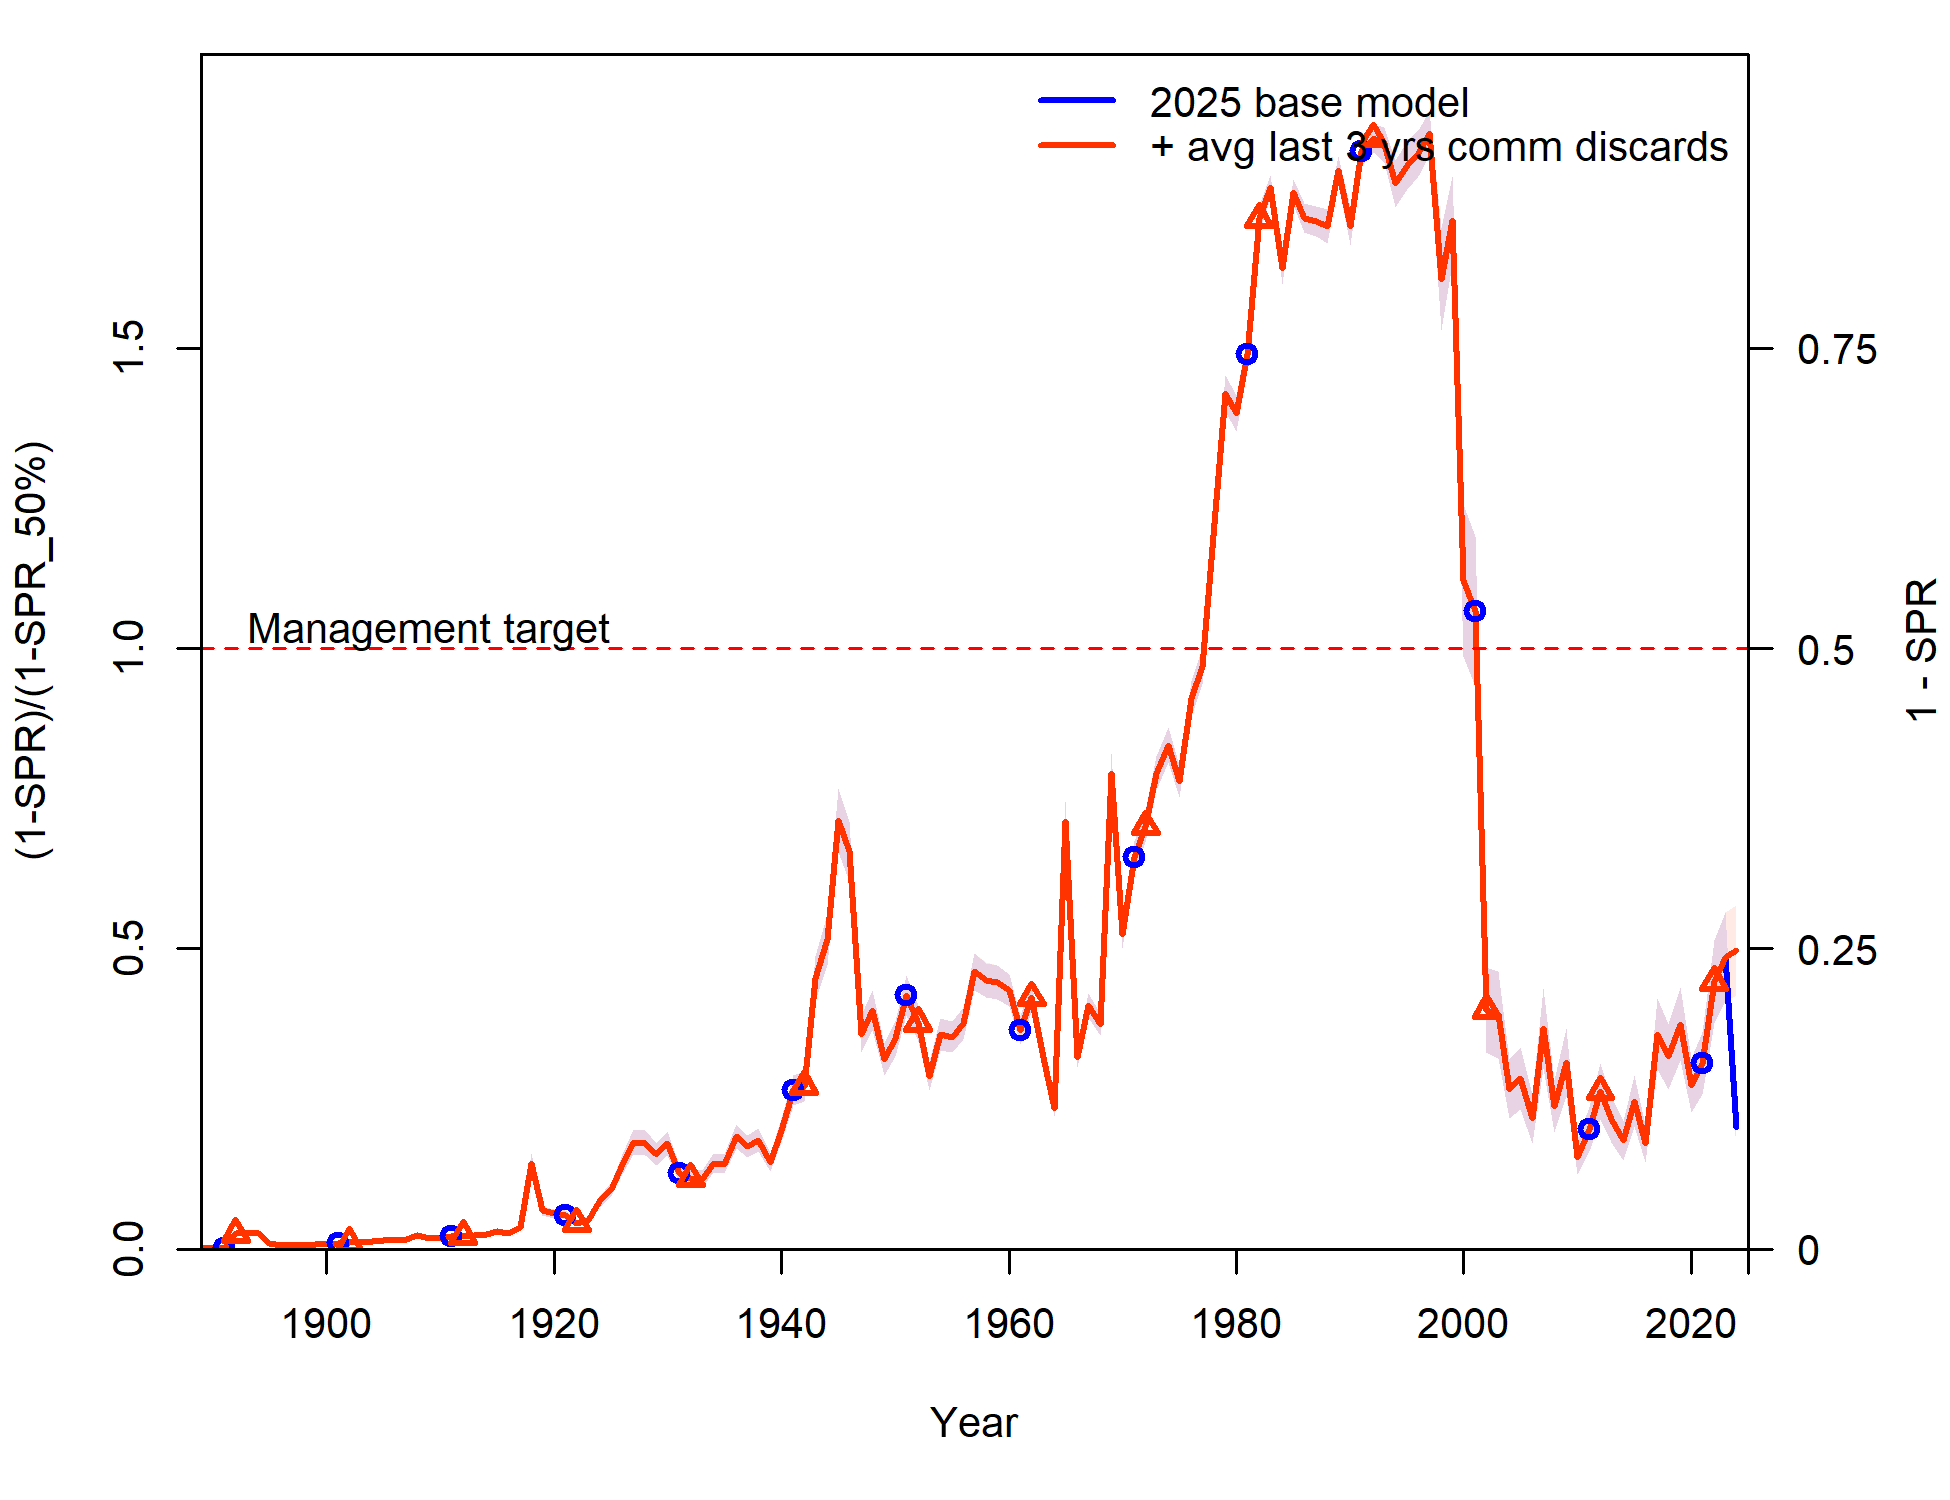 2025 base model
+ avg last 3 yrs comm discards
Management target
(1-SPR)/(1-SPR_50%)
0.0
0.5
1.0
1.5
1 - SPR
0
0.25
0.5
0.75
1900
1920
1940
1960
1980
2000
2020
Year